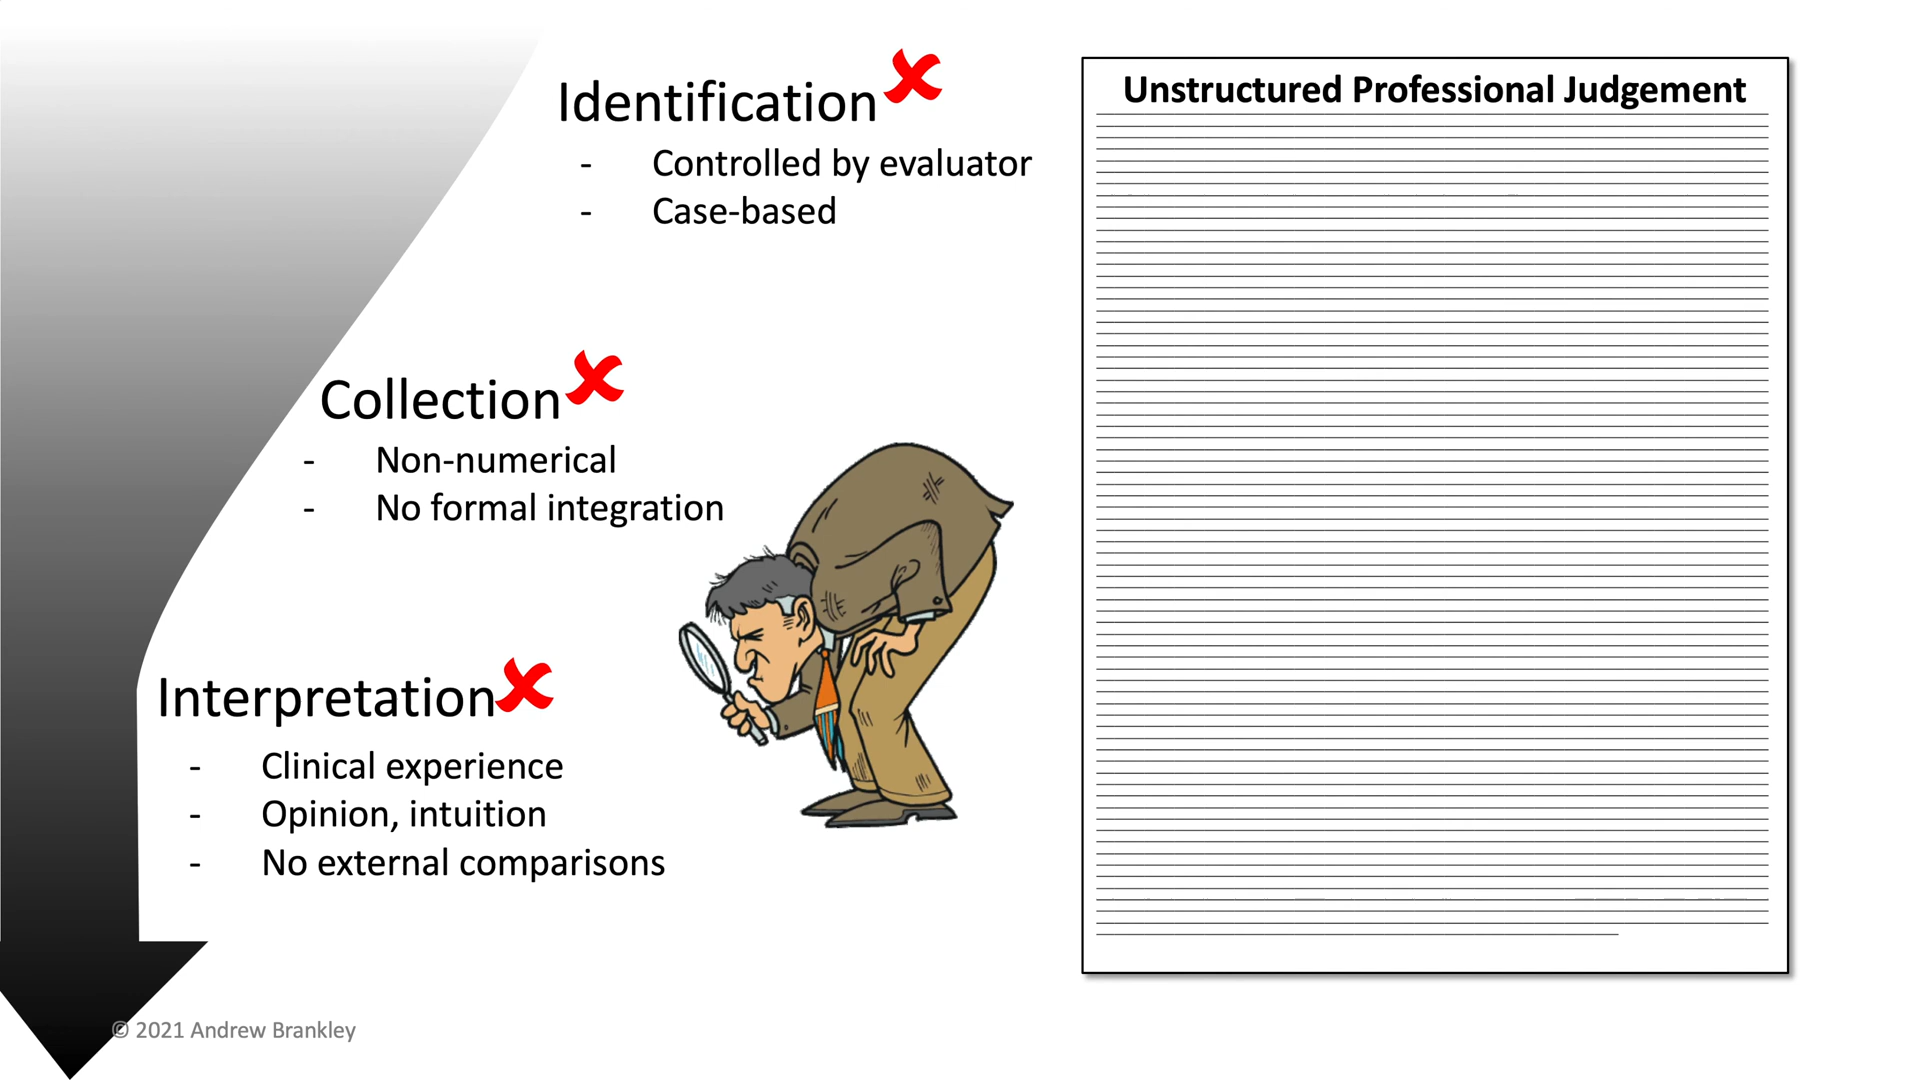 Identification
- Controlled by evaluator
- Case-based
Collection
- Non-numerical
- No formal integration
Interpretation
- Clinical experience
- Opinion, intuition
- No external comparisons
Unstructured Professional Judgement
© 2021 Andrew Brankley